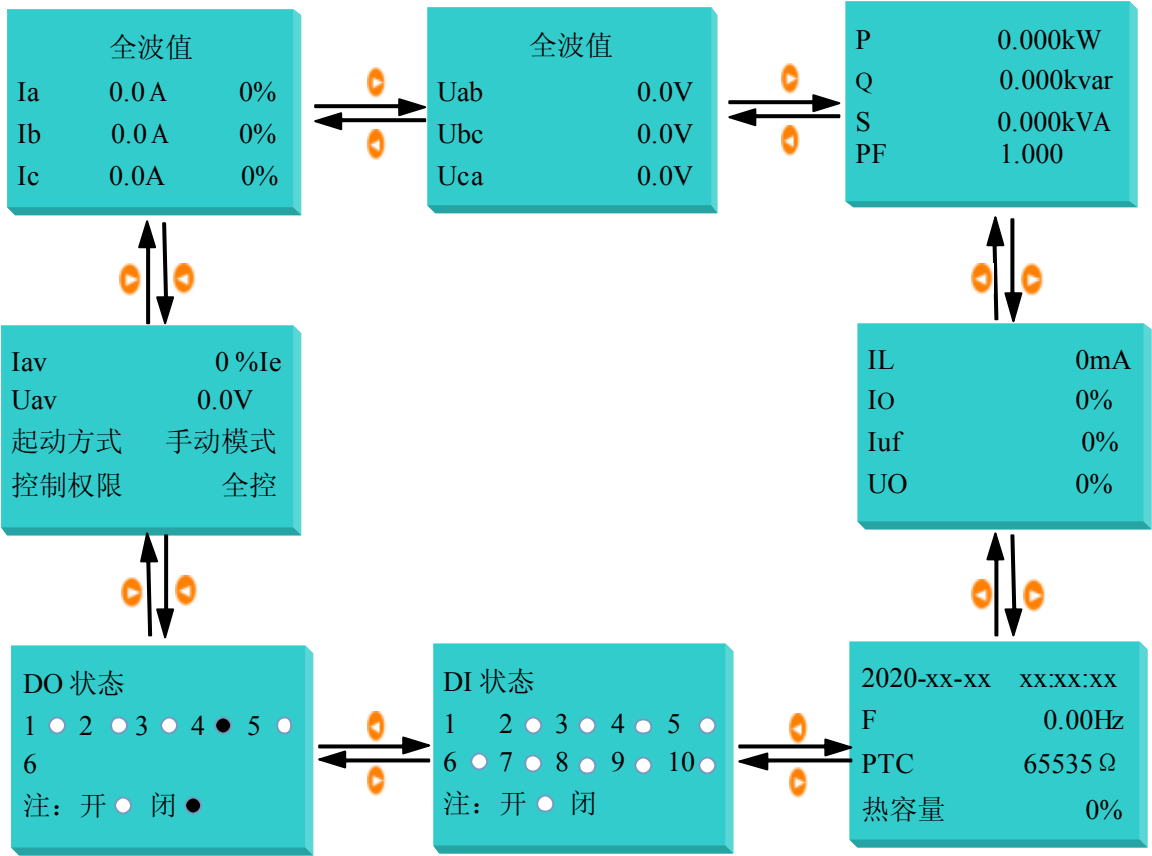 全波值
Ia 0.0 A 0%
Ib 0.0 A 0%
Ic 0.0A 0%
全波值
Uab 0.0V
Ubc 0.0V
Uca 0.0V
P 0.000kW
Q 0.000kvar
S 0.000kVA
PF 1.000
Iav 0 %Ie
Uav 0.0V
起动方式 手动模式
控制权限 全控
IL 0mA
IO 0%
Iuf 0%
UO 0%
DO 状态
1 2 3 4 5
6
注：开 闭
DI 状态
1 2 3 4 5
6 7 8 9 10
注：开 闭
2020-xx-xx xx:xx:xx
F 0.00Hz
PTC 65535 Ω
热容量 0%